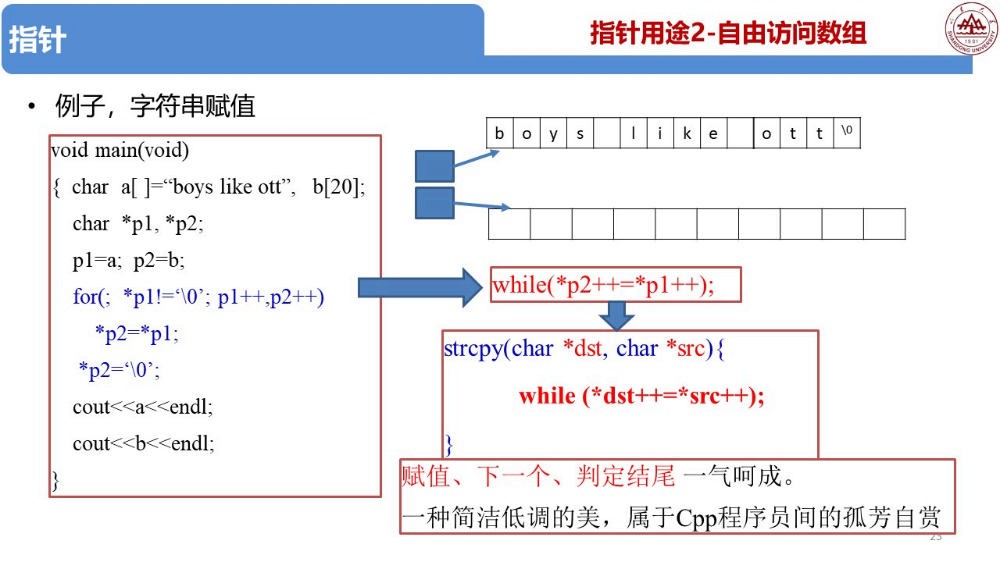 指针
指针用途2-自由访问数组
SHANDONG UNIVERSITY
1901
• 例子，字符串赋值
void main(void)
{ char a[ ]=“boys like ott”, b[20];
char *p1, *p2;
p1=a; p2=b;
for(; *p1!=‘\0’; p1++,p2++)
*p2=*p1;
*p2=‘\0’;
cout<<a<<endl;
cout<<b<<endl;
}
b o y s l i k e o t t \0
while(*p2++=*p1++);
strcpy(char *dst, char *src){
while (*dst++=*src++);
}
赋值、下一个、判定结尾 一气呵成。
一种简洁低调的美，属于Cpp程序员间的孤芳自赏
23